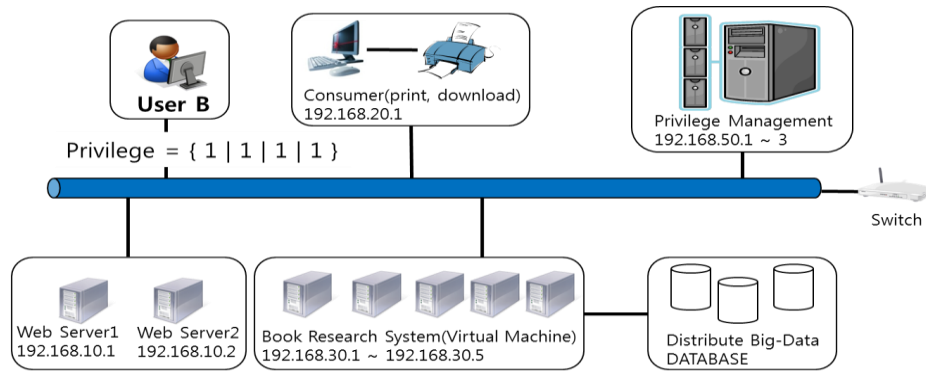 User B
Privilege = { 1 | 1 | 1 | 1 }
Consumer(print, download)
192.168.20.1
Privilege Management
192.168.50.1 ~ 3
Switch
Web Server1
192.168.10.1
Web Server2
192.168.10.2
Book Research System(Virtual Machine)
192.168.30.1 ~ 192.168.30.5
Distribute Big-Data
DATABASE